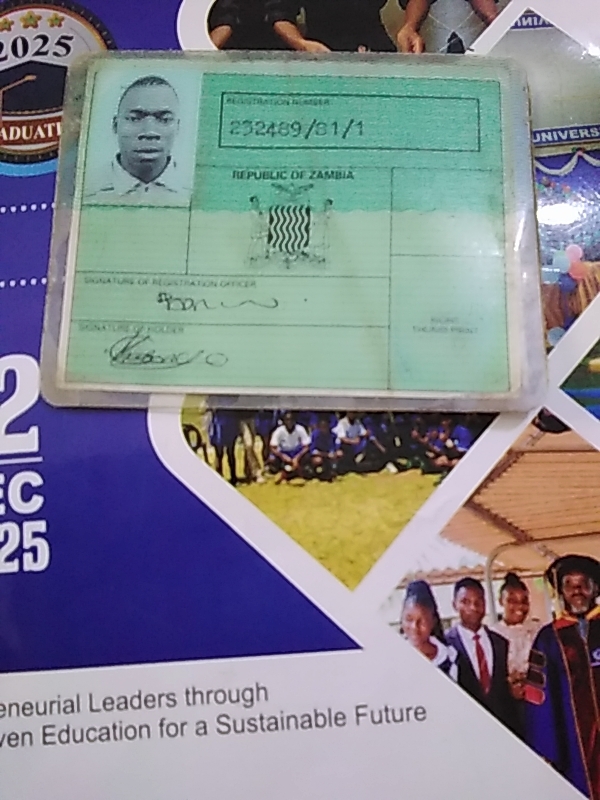 2025
ADUATI
REGISTRATION NUMBER
232489/81/1
REPUBLIC OF ZAMBIA
SIGNATURE OF REGISTRATION OFFICER
SIGNATURE OF HOLDER
RIGHT
THUMB PRINT
UNIVERS
2
EC
25
eneurial Leaders through
ven Education for a Sustainable Future